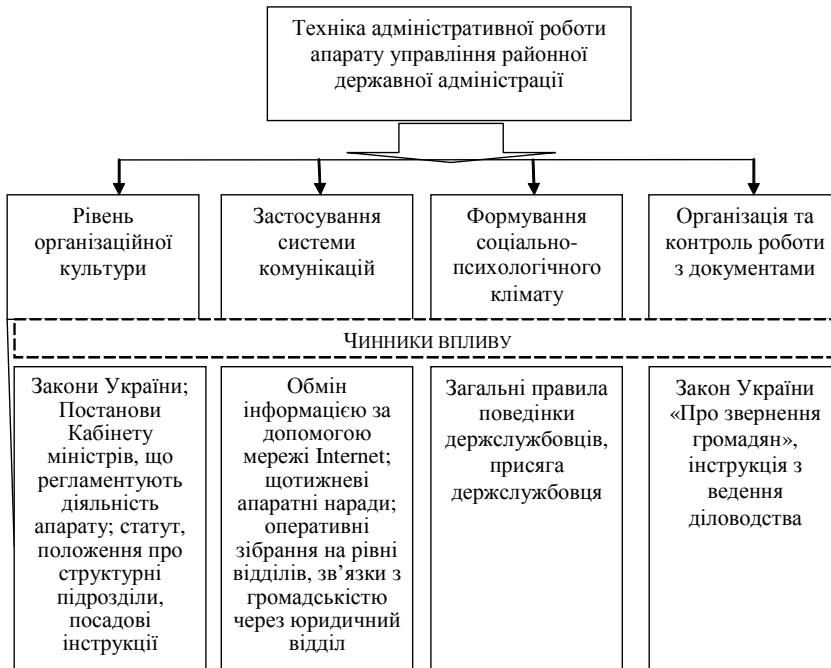 Техніка адміністративної роботи
апарату управління районної
державної адміністрації
Рівень
організаційної
культури
Застосування
системи
комунікацій
Формування
соціально-
психологічного
клімату
Організація та
контроль роботи
з документами
Чинники впливу
Закони України;
Постанови
Кабінету
міністрів, що
регламентують
діяльність
апарату; статут,
положення про
структурні
підрозділи,
посадові
інструкції
Обмін
інформацією за
допомогою
мережі Internet;
щотижневі
апаратні наради;
оперативні
зібрання на рівні
відділів, зв’язки з
громадськістю
через юридичний
відділ
Загальні правила
поведінки
держслужбовців,
присяга
держслужбовця
Закон України
«Про звернення
громадян»,
інструкція з
ведення
діловодства